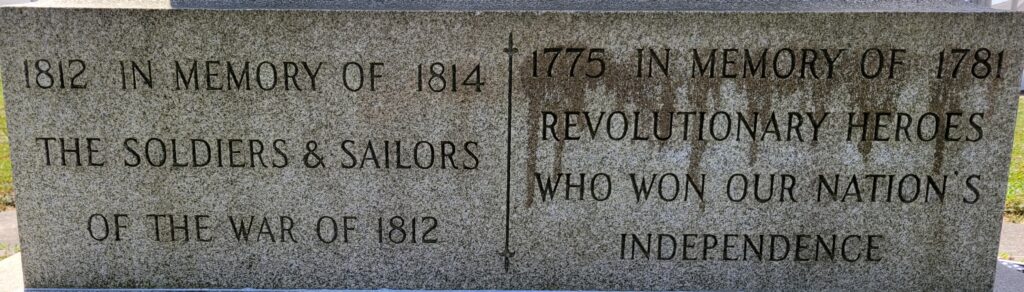 1812 IN MEMORY OF 1814
THE SOLDIERS & SAILORS
OF THE WAR OF 1812
1775 IN MEMORY OF 1781
REVOLUTIONARY HEROES
WHO WON OUR NATION'S
INDEPENDENCE